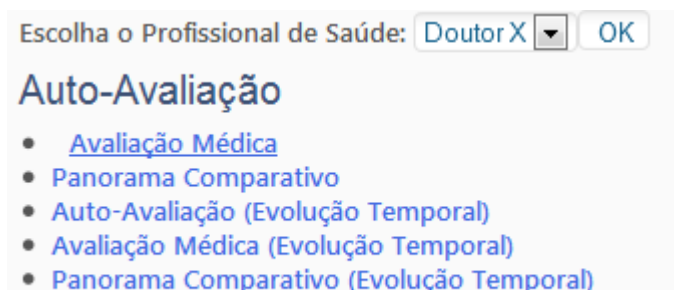 Escolha o Profissional de Saúde: Doutor X OK
Auto-Avaliação
Avaliação Médica
Panorama Comparativo
Auto-Avaliação (Evolução Temporal)
Avaliação Médica (Evolução Temporal)
Panorama Comparativo (Evolução Temporal)